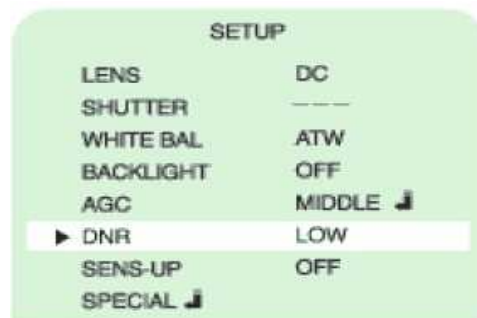 SETUP
LENS DC
SHUTTER ---
WHITE BAL ATW
BACKLIGHT OFF
AGC MIDDLE ⏎
▶ DNR LOW
SENS-UP OFF
SPECIAL ⏎